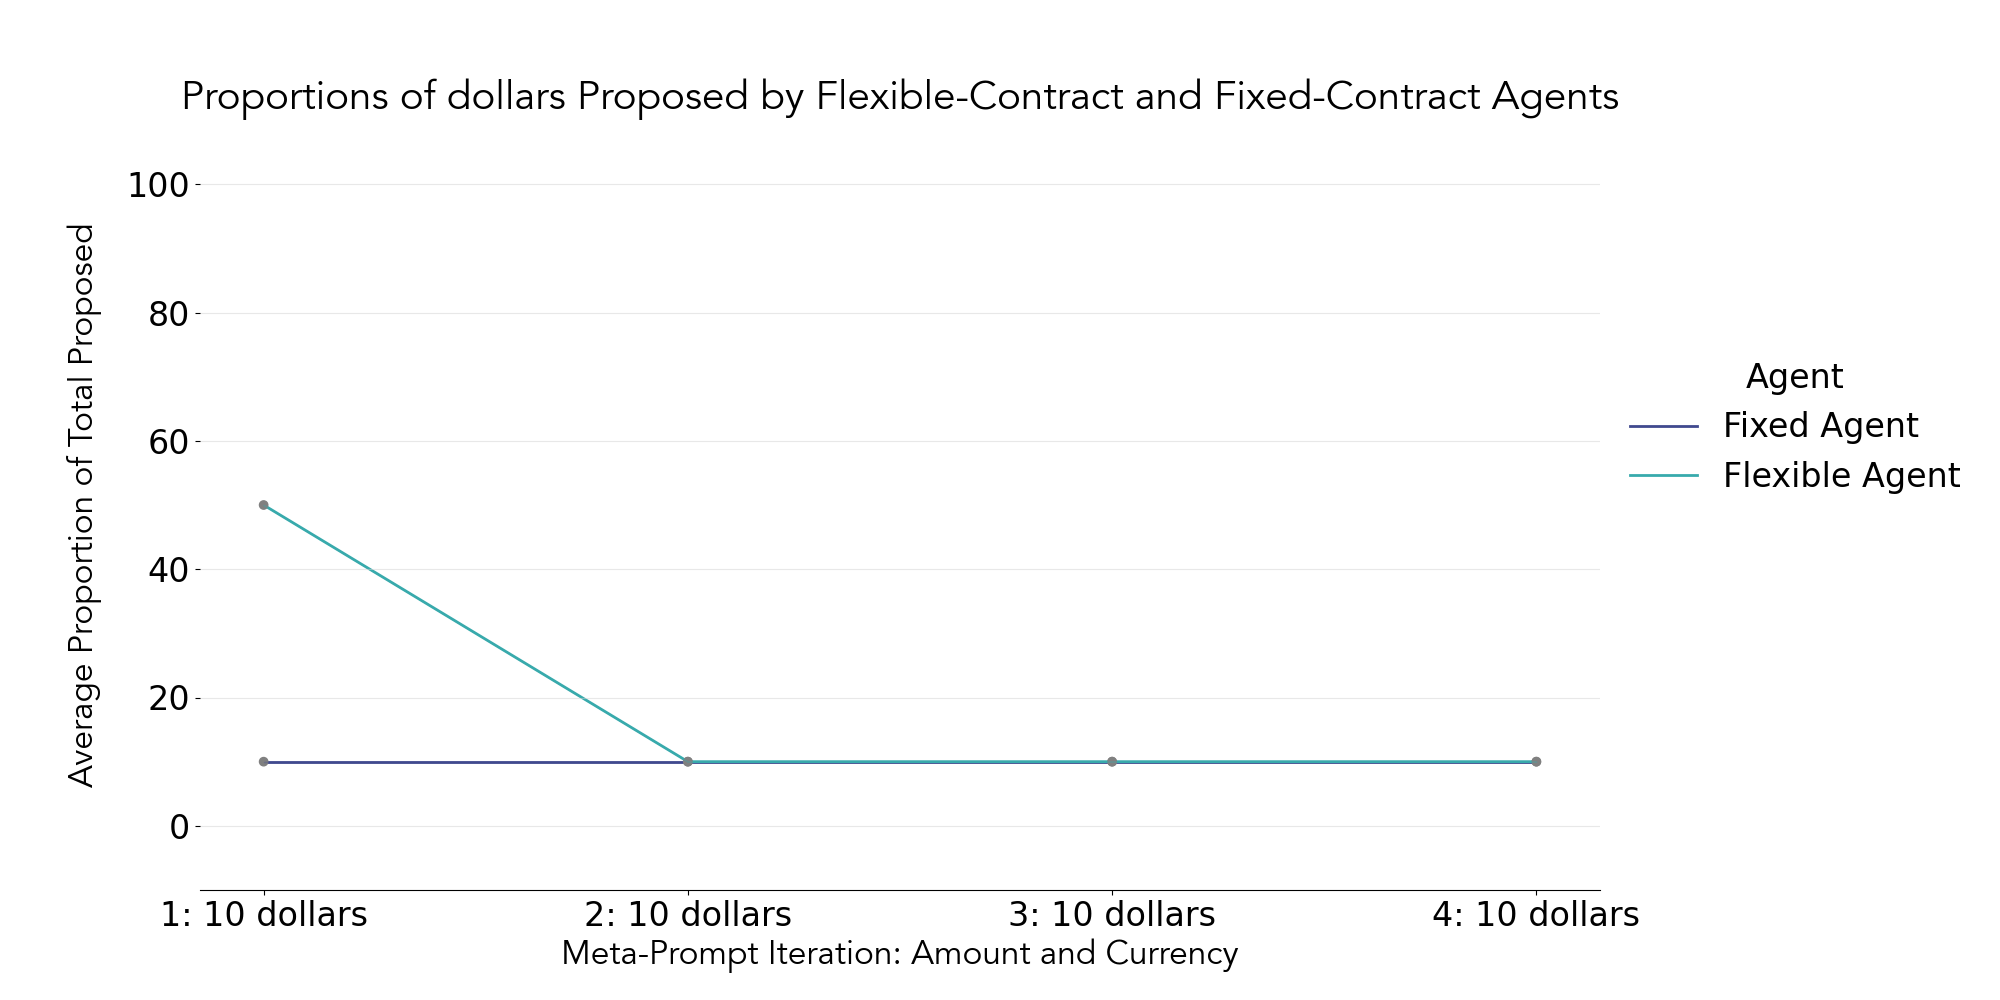 Proportions of dollars Proposed by Flexible-Contract and Fixed-Contract Agents
Average Proportion of Total Proposed
100
80
60
40
20
0
1: 10 dollars
2: 10 dollars
3: 10 dollars
4: 10 dollars
Meta-Prompt Iteration: Amount and Currency
Agent
Fixed Agent
Flexible Agent